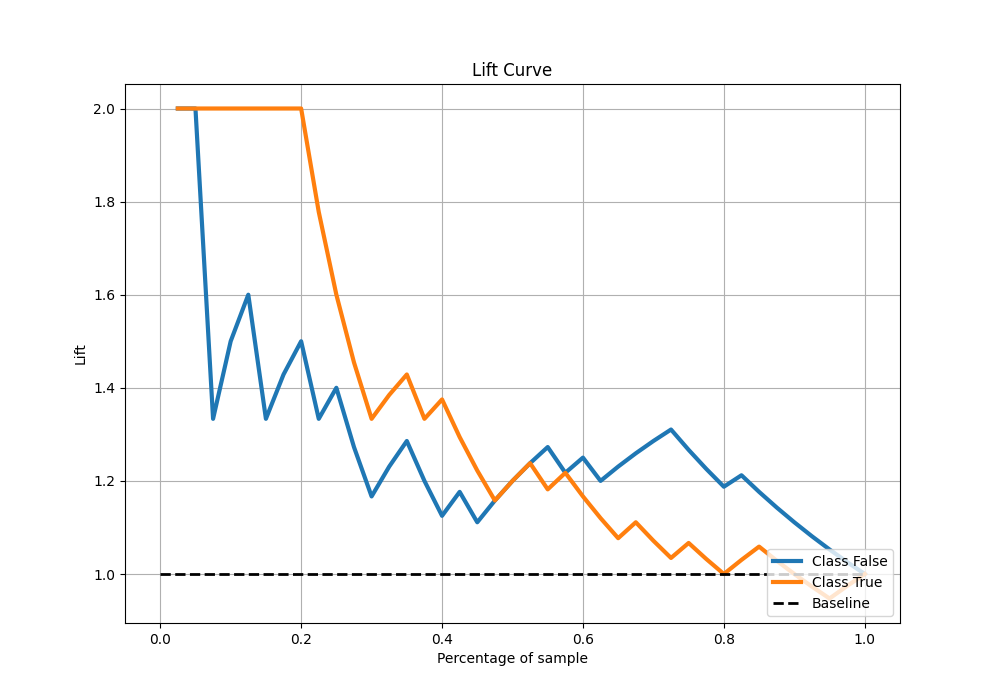 Lift Curve
Lift
2.0
1.8
1.6
1.4
1.2
1.0
0.0
0.2
0.4
0.6
0.8
1.0
Percentage of sample
Class False
Class True
Baseline